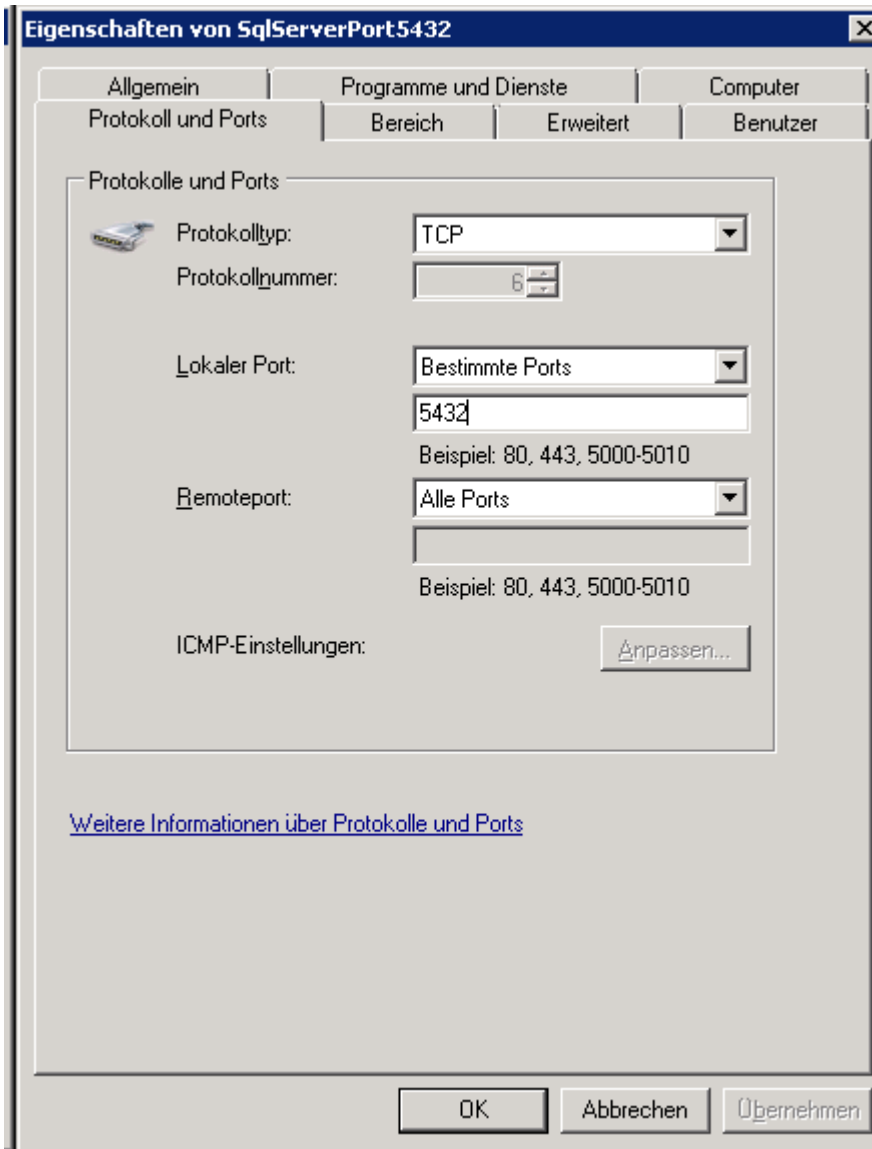 Eigenschaften von SqlServerPort5432
Allgemein Programme und Dienste Computer
Protokoll und Ports Bereich Erweitert Benutzer
Protokolle und Ports
Protokolltyp: TCP
Protokollnummer: 6
Lokaler Port: Bestimmte Ports
5432
Beispiel: 80, 443, 5000-5010
Remoteport: Alle Ports
Beispiel: 80, 443, 5000-5010
ICMP-Einstellungen: Anpassen...
Weitere Informationen über Protokolle und Ports
OK Abbrechen Übernehmen